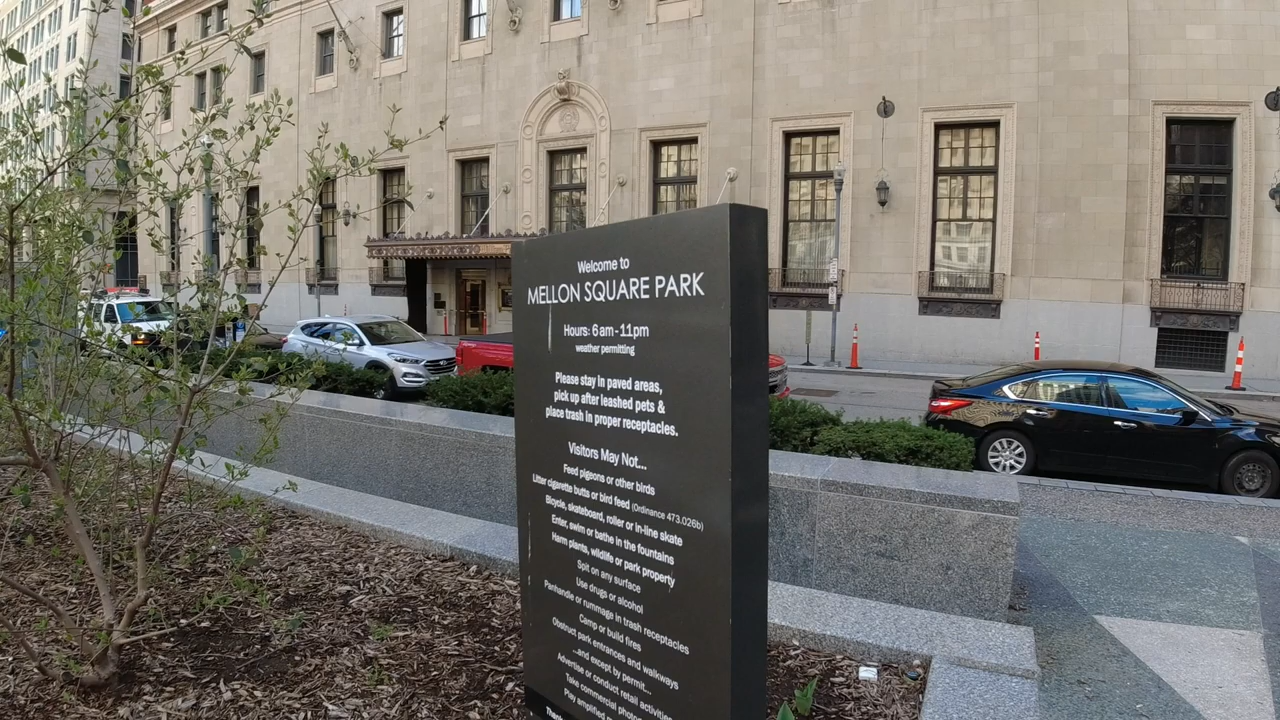 Welcome to
MELLON SQUARE PARK
Hours: 6am - 11pm
weather permitting
Please stay in paved areas,
pick up after leashed pets &
place trash in proper receptacles.
Visitors May Not...
Feed pigeons or other birds
Litter cigarette butts or bird feed (Ordinance 473.026b)
Bicycle, skateboard, roller or in-line skate
Enter, swim or bathe in the fountains
Harm plants, wildlife or park property
Spit on any surface
Use drugs or alcohol
Panhandle or rummage in trash receptacles
Camp or build fires
Obstruct park entrances and walkways
...and except by permit...
Advertise or conduct retail activities
Take commercial
Play amplified